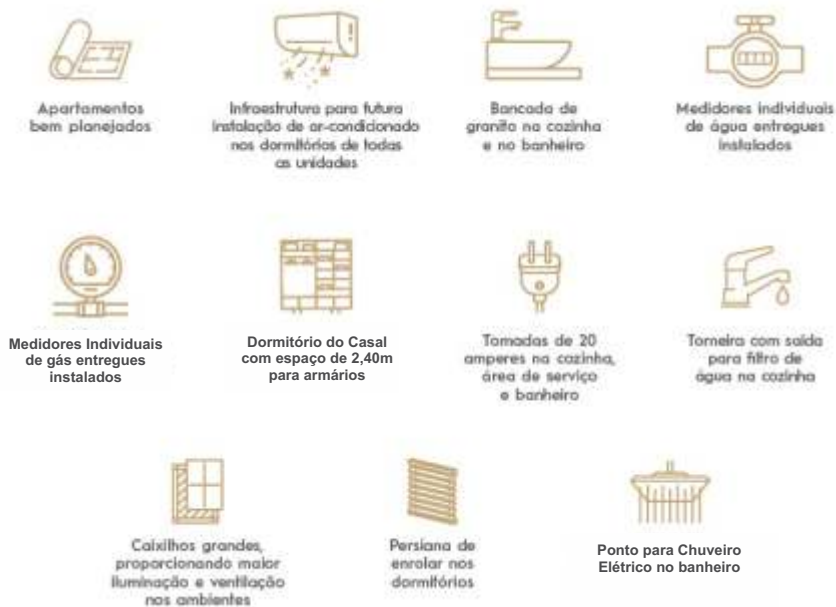 Apartamentos
bem planejados
Infraestrutura para futura
instalação de ar-condicionado
nos dormitórios de todas
as unidades
Bancada de
granito na cozinha
e no banheiro
Medidores individuais
de água entregues
instalados
Medidores Individuais
de gás entregues
instalados
Dormitório do Casal
com espaço de 2,40m
para armários
Tomadas de 20
amperes na cozinha,
área de serviço
e banheiro
Torneira com saída
para filtro de
água na cozinha
Caixilhos grandes,
proporcionando maior
iluminação e ventilação
nos ambientes
Persiana de
enrolar nos
dormitórios
Ponto para Chuveiro
Elétrico no banheiro